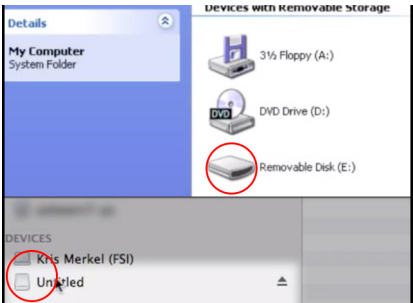 Devices with Removable Storage
Details
My Computer
System Folder
3½ Floppy (A:)
DVD
DVD Drive (D:)
Removable Disk (E:)
DEVICES
Kris Merkel (FSI)
Untitled